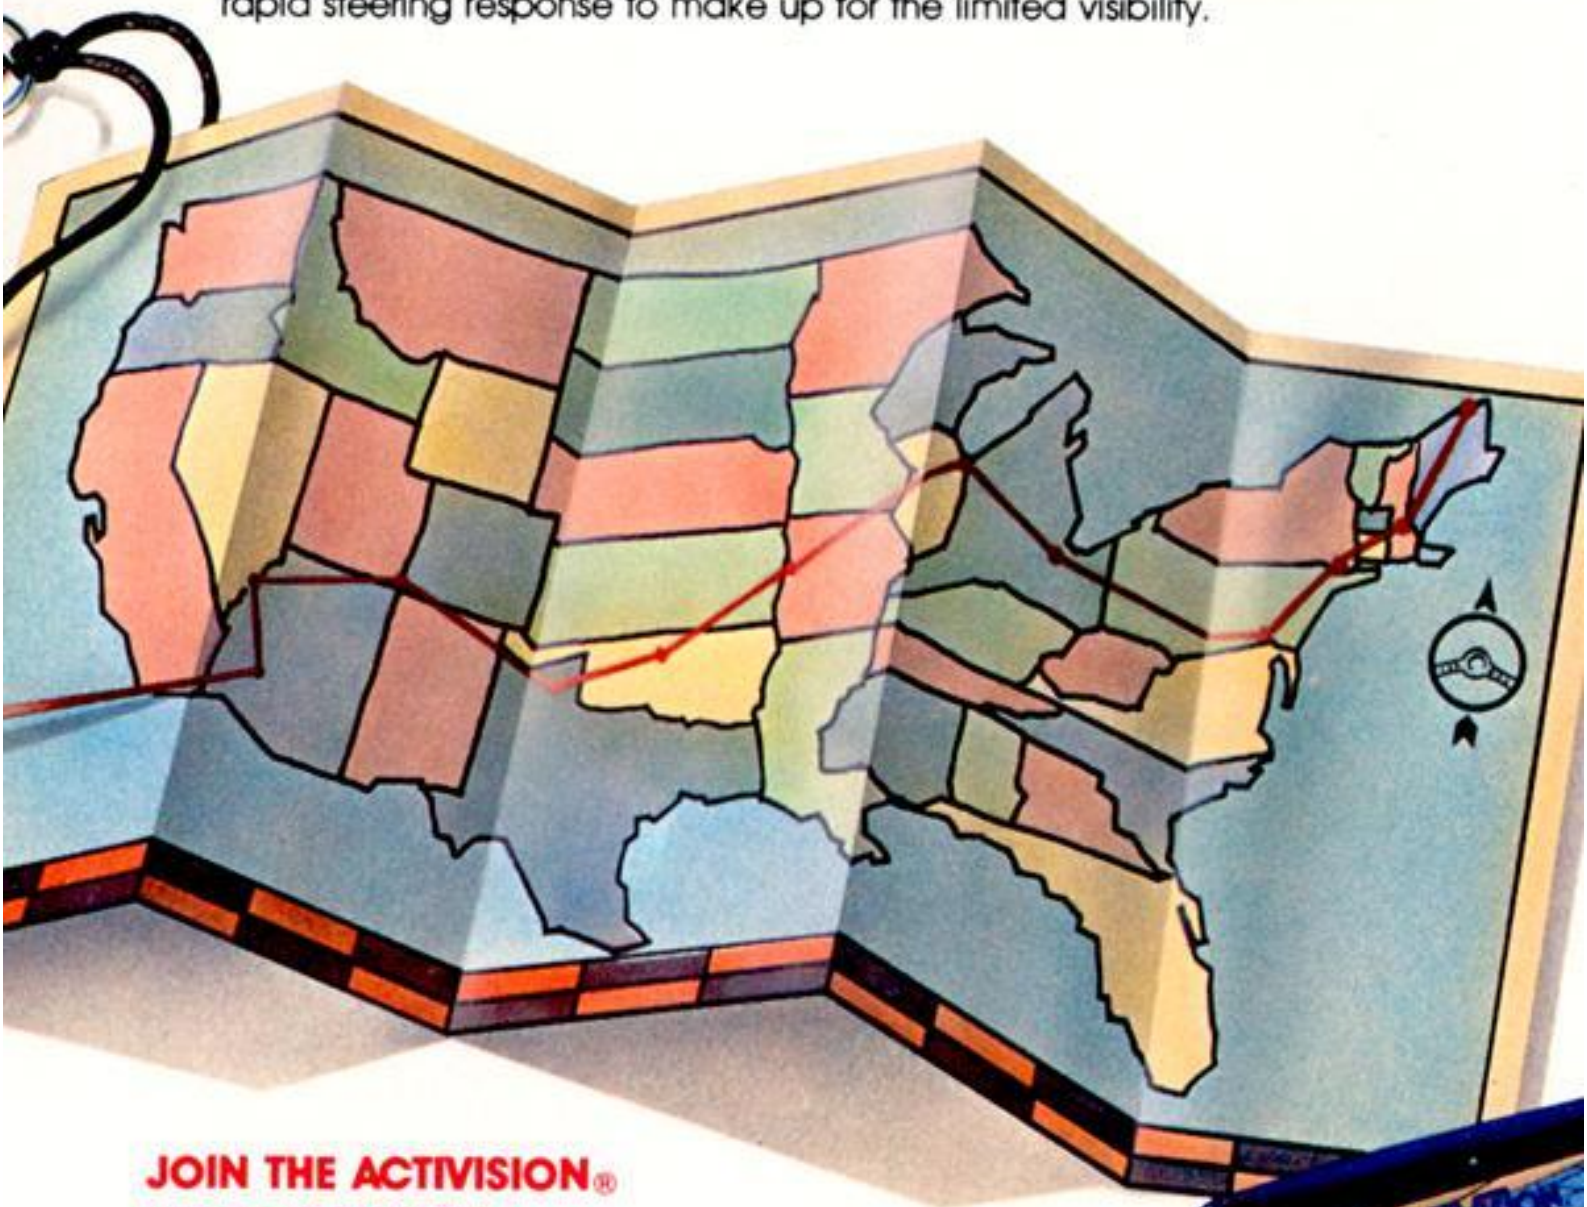 rapid steering response to make up for the limited visibility.
JOIN THE ACTIVISION®